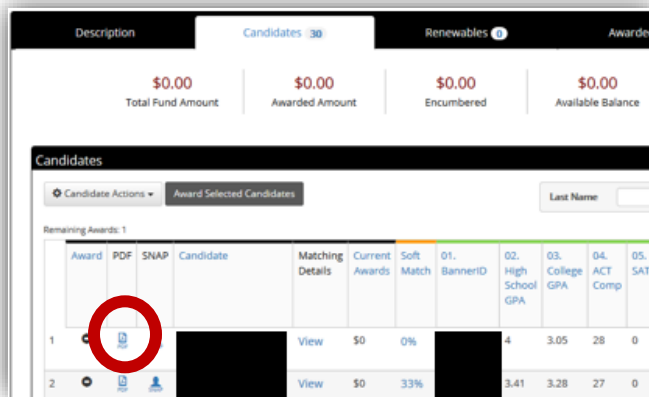 Description Candidates 30 Renewables 0 Awarde
$0.00 $0.00 $0.00 $0.00
Total Fund Amount Awarded Amount Encumbered Available Balance
Candidates
Candidate Actions Award Selected Candidates Last Name
Remaining Awards: 1
Award PDF SNAP Candidate Matching Details Current Awards Soft Match 01. BannerID 02. High School GPA 03. College GPA 04. ACT Comp 05. SAT
1 PDF View $0 0% 4 3.05 28 0
2 PDF SNAP View $0 33% 3.41 3.28 27 0